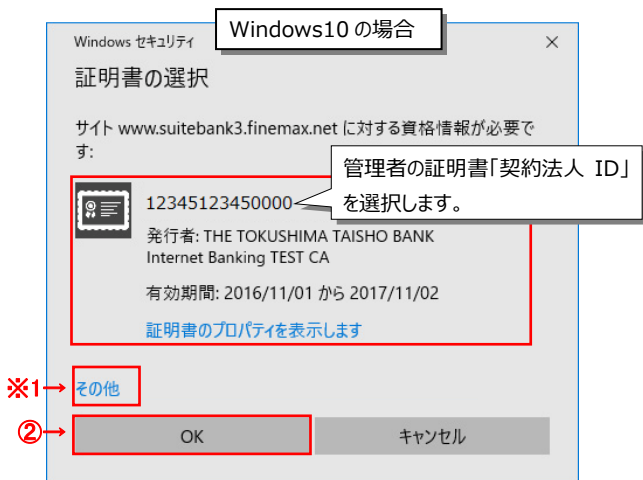 Windows10 の場合
Windows セキュリティ
×
証明書の選択
サイト www.suitebank3.finemax.net に対する資格情報が必要で
す:
管理者の証明書「契約法人 ID」
を選択します。
12345123450000
発行者: THE TOKUSHIMA TAISHO BANK
Internet Banking TEST CA
有効期間: 2016/11/01 から 2017/11/02
証明書のプロパティを表示します
※1→ その他
②→ OK キャンセル